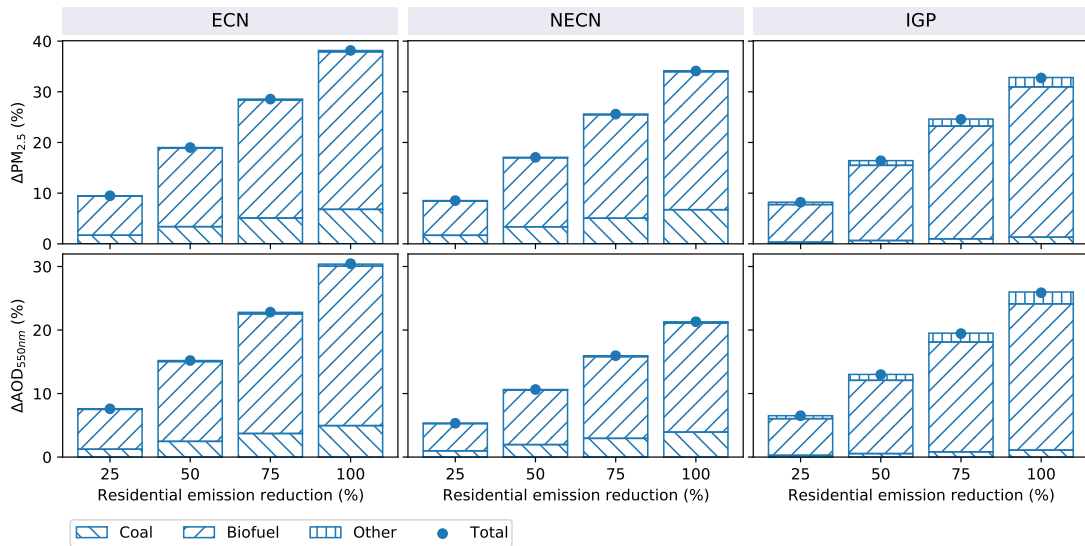 ECN NECN IGP
40
30
20
10
0
ΔPM2.5 (%)
30
20
10
0
ΔAOD550nm (%)
25 50 75 100 25 50 75 100 25 50 75 100
Residential emission reduction (%) Residential emission reduction (%) Residential emission reduction (%)
Coal Biofuel Other Total